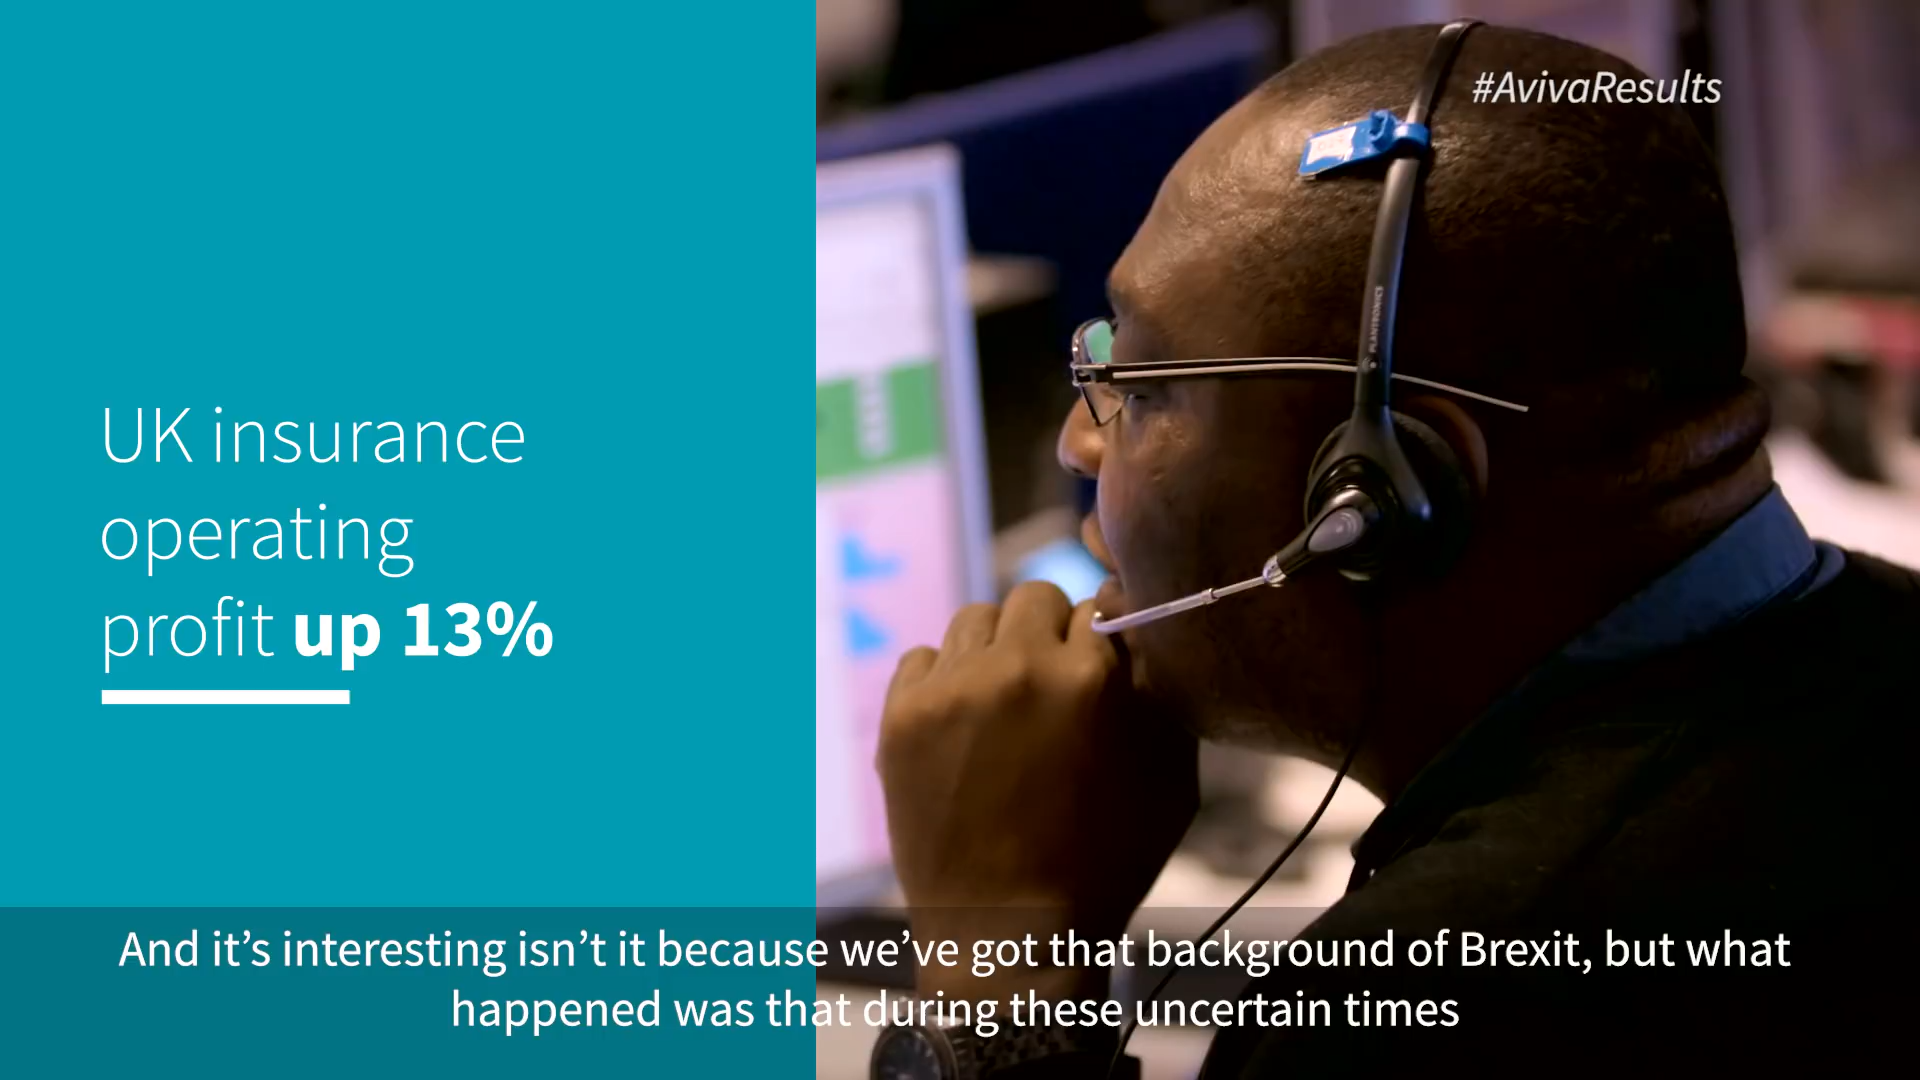 #AvivaResults
UK insurance
operating
profit up 13%
PLANTRONICS
And it's interesting isn't it because we've got that background of Brexit, but what
happened was that during these uncertain times